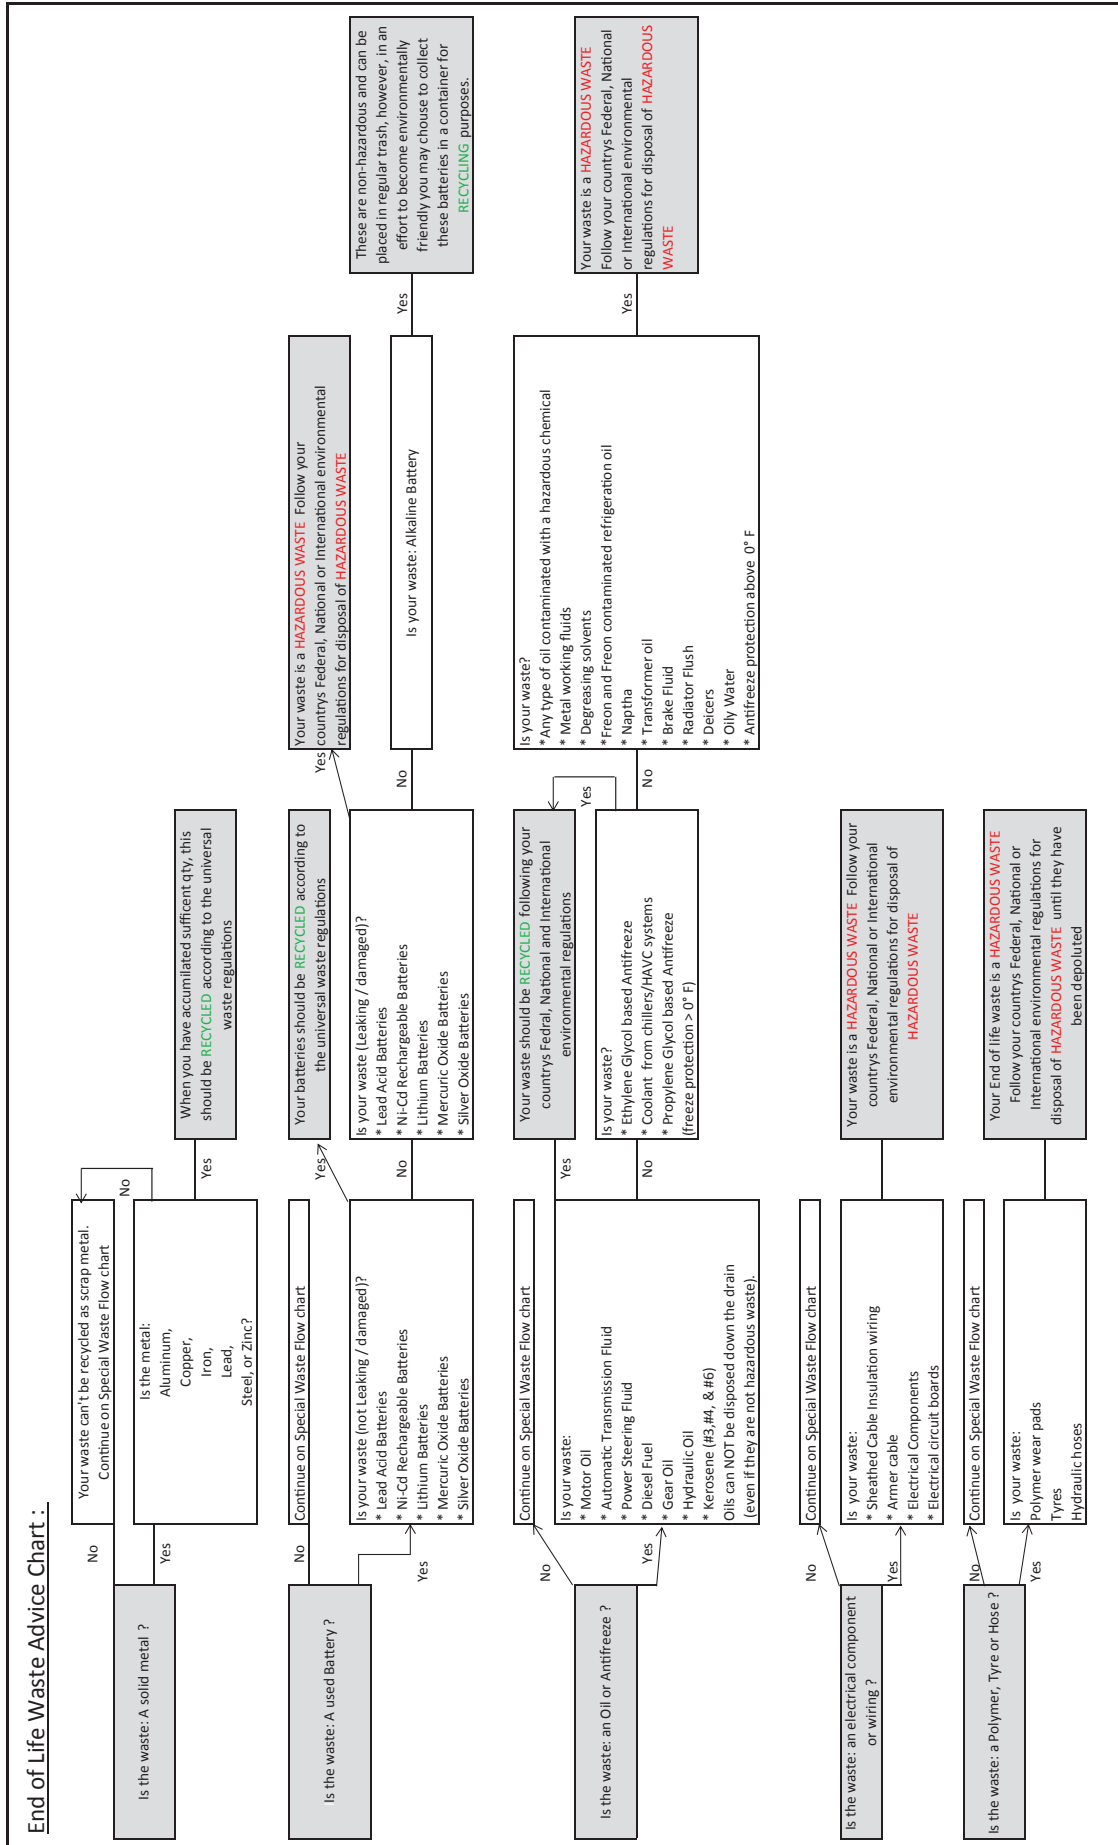 End of Life Waste Advice Chart :
Is the waste: A solid metal ?
No
Yes
Your waste can't be recycled as scrap metal.
Continue on Special Waste Flow chart
Is the metal:
Aluminum,
Copper,
Iron,
Lead,
Steel, or Zinc?
No
Yes
When you have accumilated sufficent qty, this
should be RECYCLED according to the universal
waste regulations
Is the waste: A used Battery ?
No
Yes
Continue on Special Waste Flow chart
Is your waste (not Leaking / damaged)?
* Lead Acid Batteries
* Ni-Cd Rechargeable Batteries
* Lithium Batteries
* Mercuric Oxide Batteries
* Silver Oxide Batteries
Yes
No
Your batteries should be RECYCLED according to
the universal waste regulations
Is your waste (Leaking / damaged)?
* Lead Acid Batteries
* Ni-Cd Rechargeable Batteries
* Lithium Batteries
* Mercuric Oxide Batteries
* Silver Oxide Batteries
Yes
No
Your waste is a HAZARDOUS WASTE Follow your
countrys Federal, National or International environmental
regulations for disposal of HAZARDOUS WASTE
Is your waste: Alkaline Battery
Yes
These are non-hazardous and can be
placed in regular trash, however, in an
effort to become environmentally
friendly you may chouse to collect
these batteries in a container for
RECYCLING purposes.
Is the waste: an Oil or Antifreeze ?
No
Yes
Continue on Special Waste Flow chart
Is your waste:
* Motor Oil
* Automatic Transmission Fluid
* Power Steering Fluid
* Diesel Fuel
* Gear Oil
* Hydraulic Oil
* Kerosene (#3,#4, & #6)
Oils can NOT be disposed down the drain
(even if they are not hazardous waste).
Yes
No
Your waste should be RECYCLED following your
countrys Fedral, National and International
environmental regulations
Is your waste?
* Ethylene Glycol based Antifreeze
* Coolant from chillers/HAVC systems
* Propylene Glycol based Antifreeze
(freeze protection > 0° F)
Yes
No
Is your waste?
*Any type of oil contaminated with a hazardous chemical
* Metal working fluids
* Degreasing solvents
*Freon and Freon contaminated refrigeration oil
* Naptha
* Transformer oil
* Brake Fluid
* Radiator Flush
* Deicers
* Oily Water
* Antifreeze protection above 0° F
Yes
Your waste is a HAZARDOUS WASTE
Follow your countrys Federal, National
or International environmental
regulations for disposal of HAZARDOUS
WASTE
Is the waste: an electrical component
or wiring ?
No
Yes
Continue on Special Waste Flow chart
Is your waste:
* Sheathed Cable Insulation wiring
* Armer cable
* Electrical Components
* Electrical circuit boards
Yes
Your waste is a HAZARDOUS WASTE Follow your
countrys Federal, National or International
environmental regulations for disposal of
HAZARDOUS WASTE
Is the waste: a Polymer, Tyre or Hose ?
No
Yes
Continue on Special Waste Flow chart
Is your waste:
Polymer wear pads
Tyres
Hydraulic hoses
Yes
Your End of life waste is a HAZARDOUS WASTE
Follow your countrys Federal, National or
International environmental regulations for
disposal of HAZARDOUS WASTE until they have
been depoluted